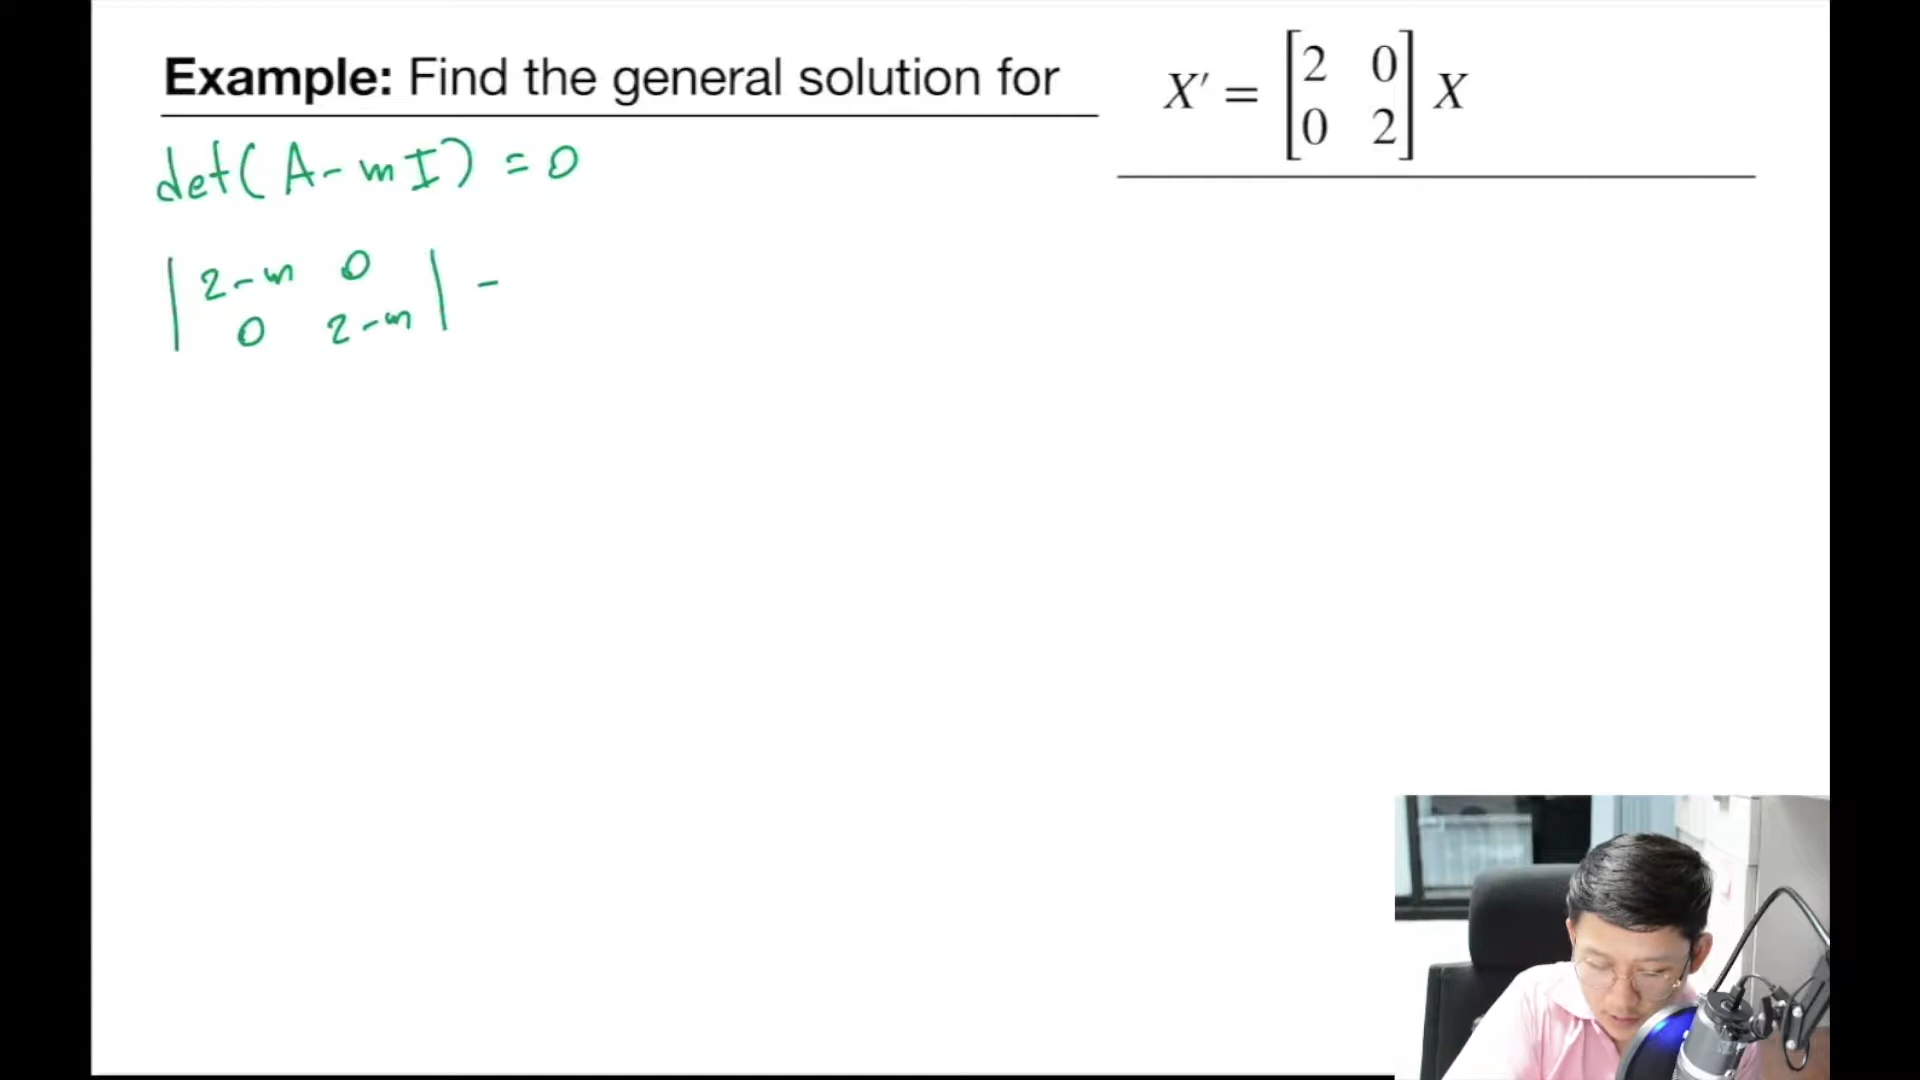 Example: Find the general solution for X′ = [2 0
0 2] X
det(A-mI) = 0
| 2-m 0
0 2-m | -